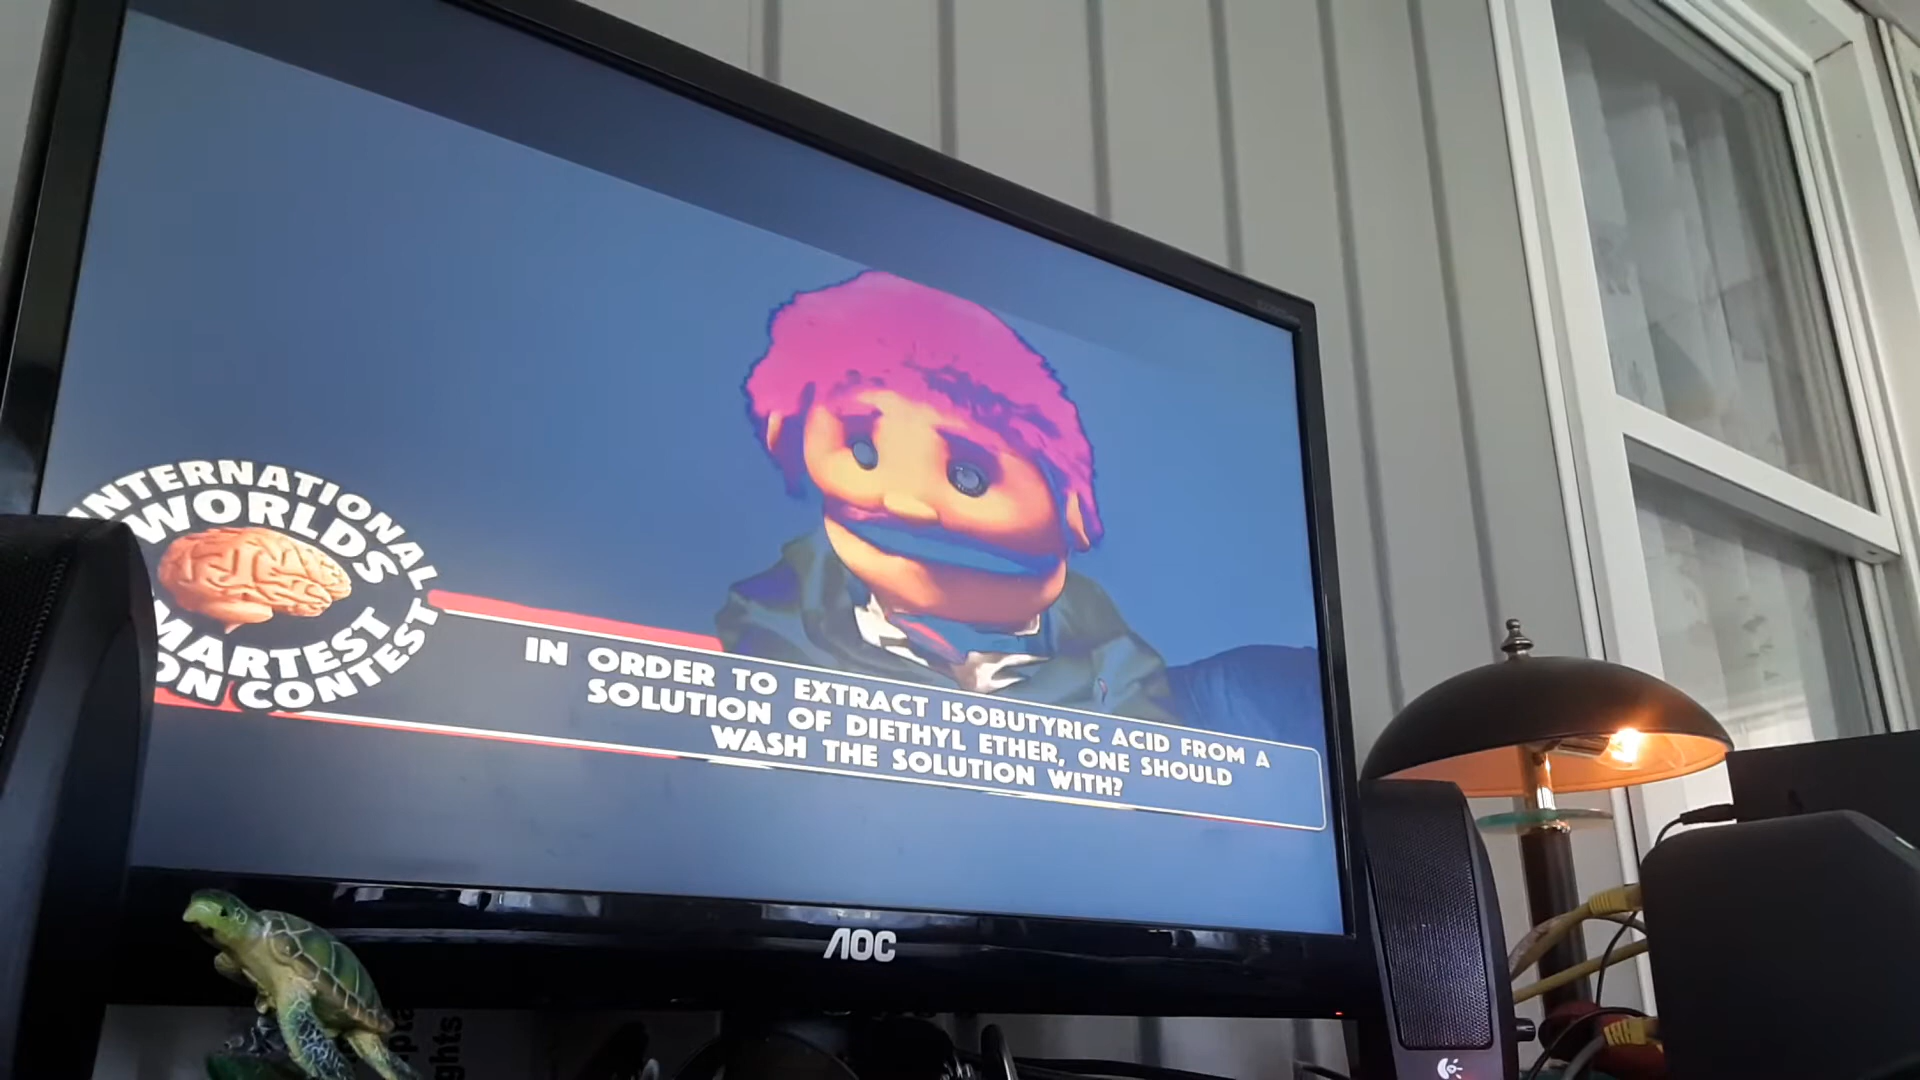 INTERNATIONAL
WORLDS
MARTEST
ON CONTEST
IN ORDER TO EXTRACT ISOBUTYRIC ACID FROM A
SOLUTION OF DIETHYL ETHER, ONE SHOULD
WASH THE SOLUTION WITH?
AOC
ghts